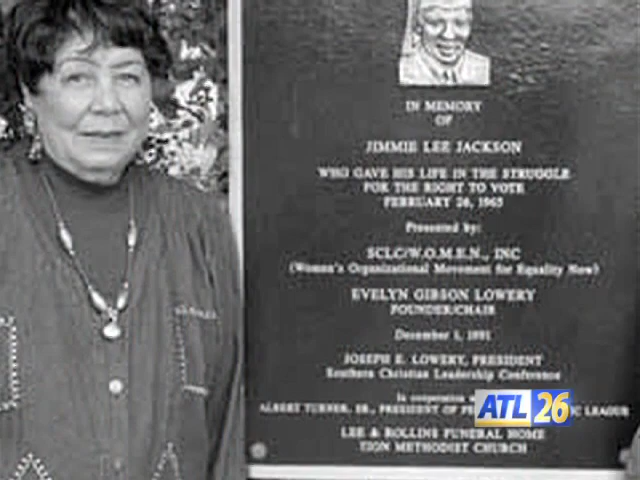 IN MEMORY
OF
JIMMIE LEE JACKSON
WHO GAVE HIS LIFE IN THE STRUGGLE
FOR THE RIGHT TO VOTE
FEBRUARY 26, 1965
Presented by:
SCLC/W.O.M.E.N., INC
(Women's Organizational Movement for Equality Now)
EVELYN GIBSON LOWERY
FOUNDER/CHAIR
December 1, 1991
JOSEPH E. LOWERY, PRESIDENT
Southern Christian Leadership Conference
In cooperation
ALBERT TURNER, SR., PRESIDENT OF LEAGUE
LEE & ROLLINS FUNERAL HOME
ZION METHODIST CHURCH
ATL 26